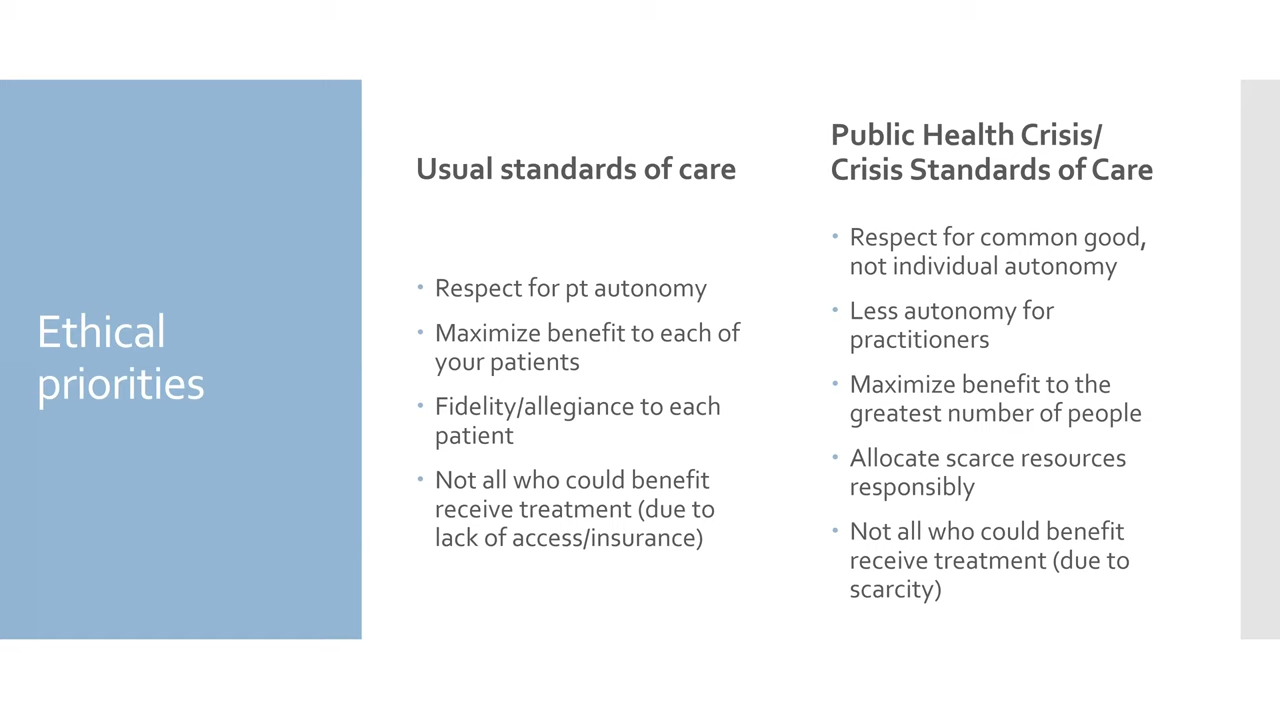 Ethical
priorities
Usual standards of care
Respect for pt autonomy
Maximize benefit to each of
your patients
Fidelity/allegiance to each
patient
Not all who could benefit
receive treatment (due to
lack of access/insurance)
Public Health Crisis/
Crisis Standards of Care
Respect for common good,
not individual autonomy
Less autonomy for
practitioners
Maximize benefit to the
greatest number of people
Allocate scarce resources
responsibly
Not all who could benefit
receive treatment (due to
scarcity)